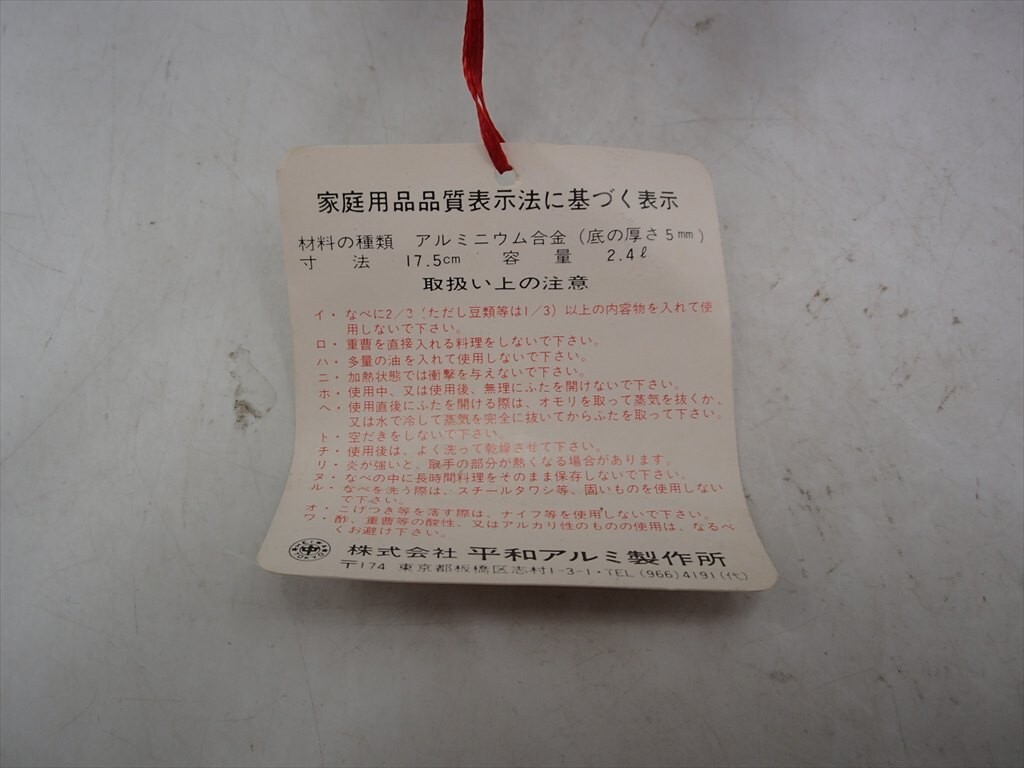 家庭用品品質表示法に基づく表示
材料の種類 アルミニウム合金 (底の厚さ5mm)
寸法 17.5cm 容量 2.4ℓ
取扱い上の注意
イ・なべに2/3(ただし豆類等は1/3)以上の内容物を入れて使
用しないで下さい。
ロ・重曹を直接入れる料理をしないで下さい。
ハ・多量の油を入れて使用しないで下さい。
ニ・加熱状態では衝撃を与えないで下さい。
ホ・使用中、又は使用後、無理にふたを開けないで下さい。
ヘ・使用直後にふたを開ける際は、オモリを取って蒸気を抜くか、
又は水で冷して蒸気を完全に抜いてからふたを取って下さい。
ト・空だきをしないで下さい。
チ・使用後は、よく洗って乾燥させて下さい。
リ・炎が強いと、取手の部分が熱くなる場合があります。
ヌ・なべの中に長時間料理をそのまま保存しないで下さい。
ル・なべを洗う際は、スチールタワシ等、固いものを使用しない
で下さい。
オ・こげつき等を落す際は、ナイフ等を使用しないで下さい。
ワ・酢、重曹等の酸性、又はアルカリ性のものの使用は、なるべ
くお避け下さい。
株式会社 平和アルミ製作所
〒174 東京都板橋区志村1-3-1・TEL (966)4191(代)